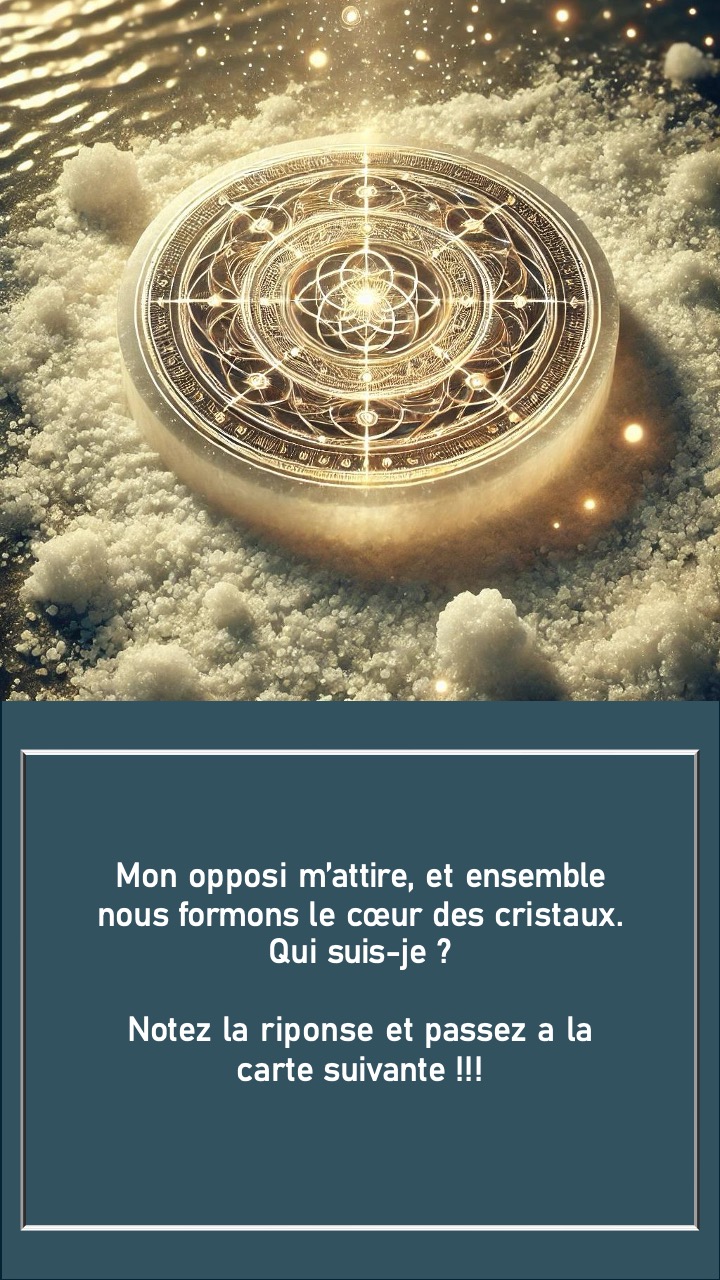 Mon opposi m'attire, et ensemble
nous formons le cœur des cristaux.
Qui suis-je ?
Notez la riponse et passez a la
carte suivante !!!